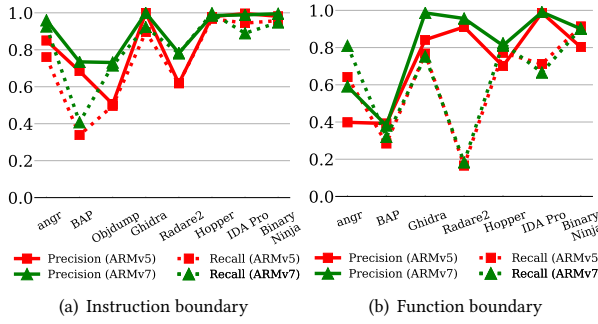 1.0
0.8
0.6
0.4
0.2
0.0
angr
BAP
Objdump
Ghidra
Radare2
Hopper
IDA Pro
Binary
Ninja
Precision (ARMv5)
Precision (ARMv7)
Recall (ARMv5)
Recall (ARMv7)
(a) Instruction boundary
1.0
0.8
0.6
0.4
0.2
0.0
angr
BAP
Ghidra
Radare2
Hopper
IDA Pro
Binary
Ninja
Precision (ARMv5)
Precision (ARMv7)
Recall (ARMv5)
Recall (ARMv7
(b) Function boundary